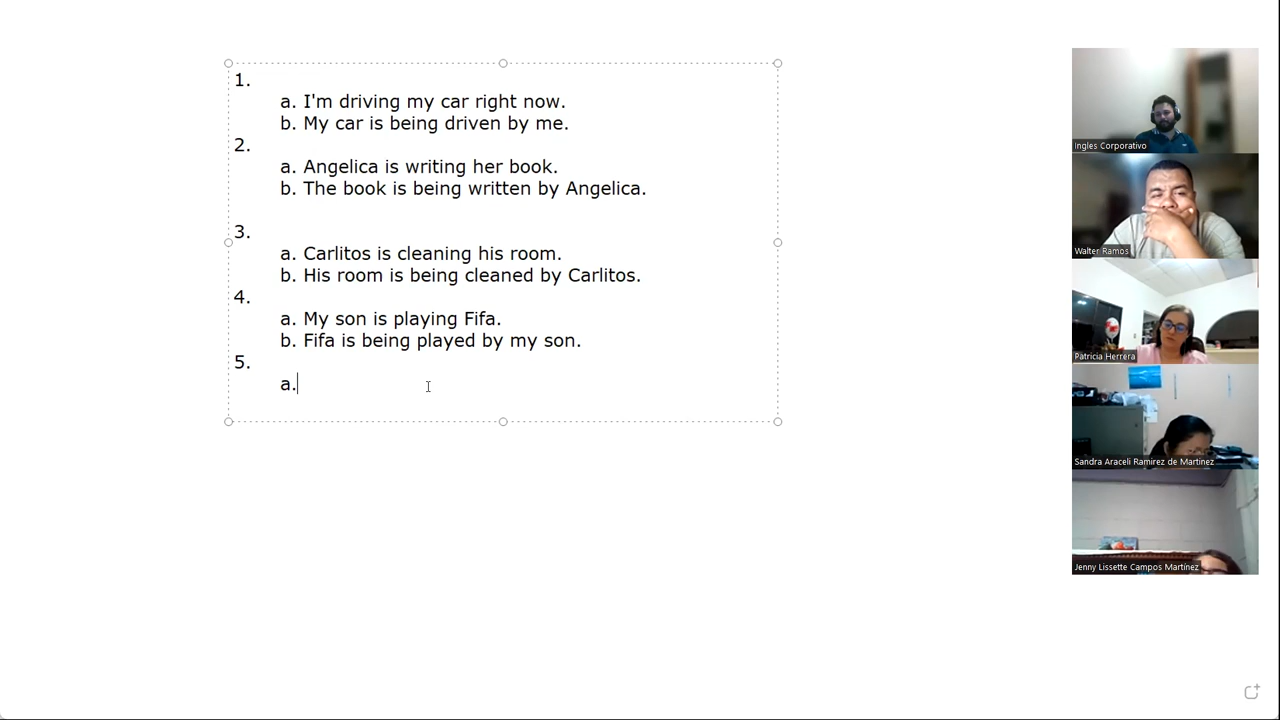 1.
a. I'm driving my car right now.
b. My car is being driven by me.
2.
a. Angelica is writing her book.
b. The book is being written by Angelica.
3.
a. Carlitos is cleaning his room.
b. His room is being cleaned by Carlitos.
4.
a. My son is playing Fifa.
b. Fifa is being played by my son.
5.
a.
Ingles Corporativo
Walter Ramos
Patricia Herrera
Sandra Araceli Ramirez de Martinez
Jenny Lissette Campos Martínez